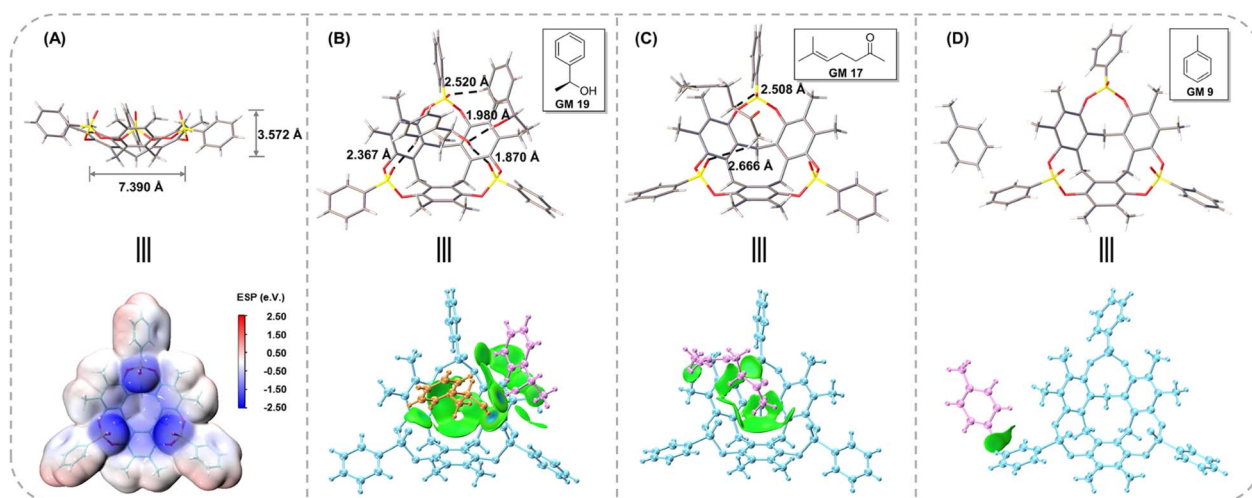 (A)
3.572 Å
7.390 Å
ESP (e.V.)
2.50
1.50
0.50
-0.50
-1.50
-2.50
(B)
2.520 Å
1.980 Å
2.367 Å
1.870 Å
OH
GM 19
(C)
O
GM 17
2.508 Å
2.666 Å
(D)
GM 9